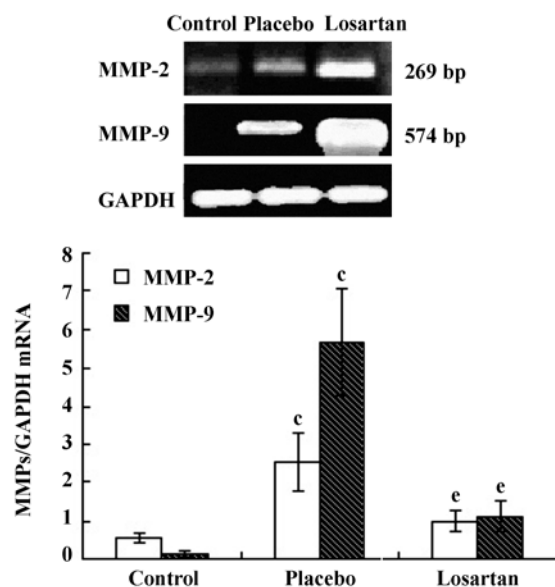 Control Placebo Losartan
MMP-2 269 bp
MMP-9 574 bp
GAPDH
8
7
6
5
4
3
2
1
0
MMPs/GAPDH mRNA
MMP-2
MMP-9
c
c
e e
Control Placebo Losartan